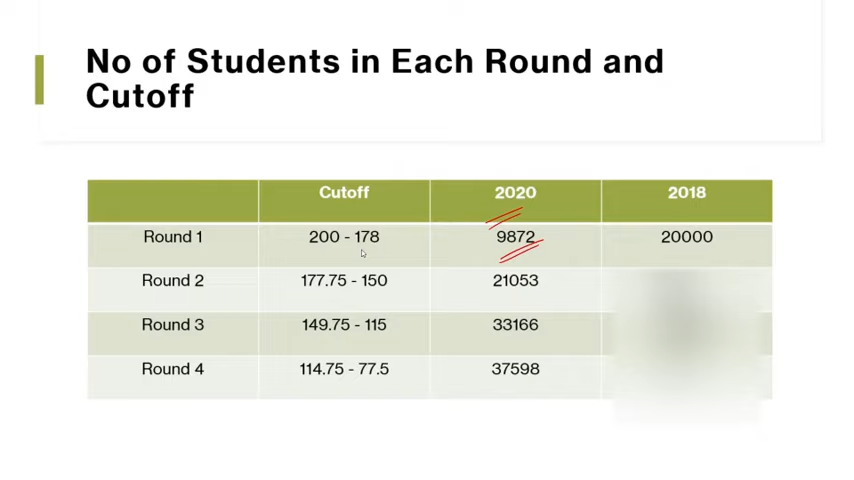 No of Students in Each Round and
Cutoff
Cutoff 2020 2018
Round 1 200 - 178 9872 20000
Round 2 177.75 - 150 21053
Round 3 149.75 - 115 33166
Round 4 114.75 - 77.5 37598